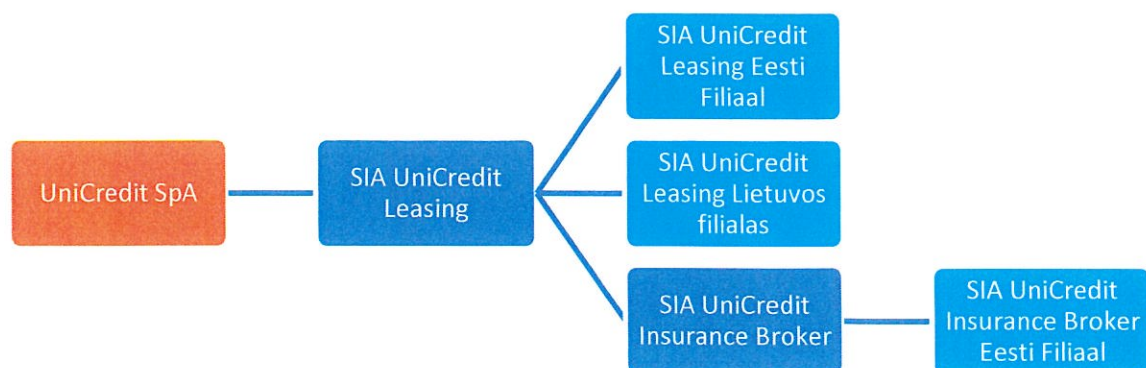 SIA UniCredit
Leasing Eesti
Filiaal
UniCredit SpA
SIA UniCredit
Leasing
SIA UniCredit
Leasing Lietuvos
filialas
SIA UniCredit
Insurance Broker
SIA UniCredit
Insurance Broker
Eesti Filiaal